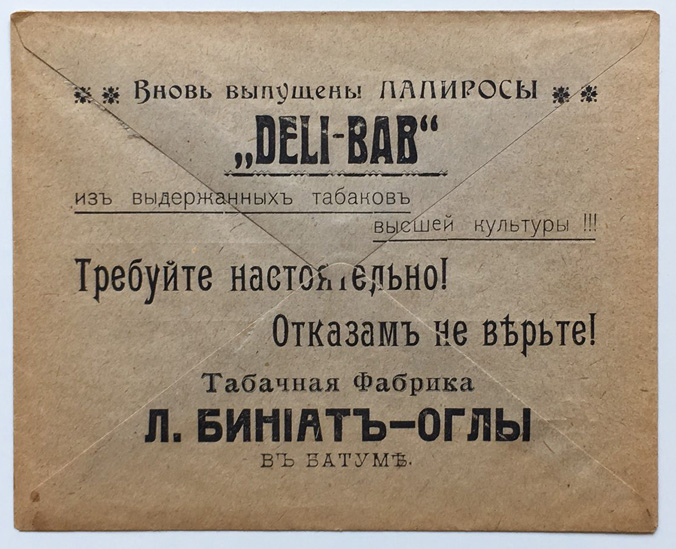 Вновь выпущены ПАПИРОСЫ
„DELI-BAB“
изъ выдержанныхъ табаковъ
высшей культуры !!!
Требуйте настоятельно!
Отказамъ не вѣрьте!
Табачная Фабрика
Л. БИНІАТЪ-ОГЛЫ
ВЪ БАТУМѢ.